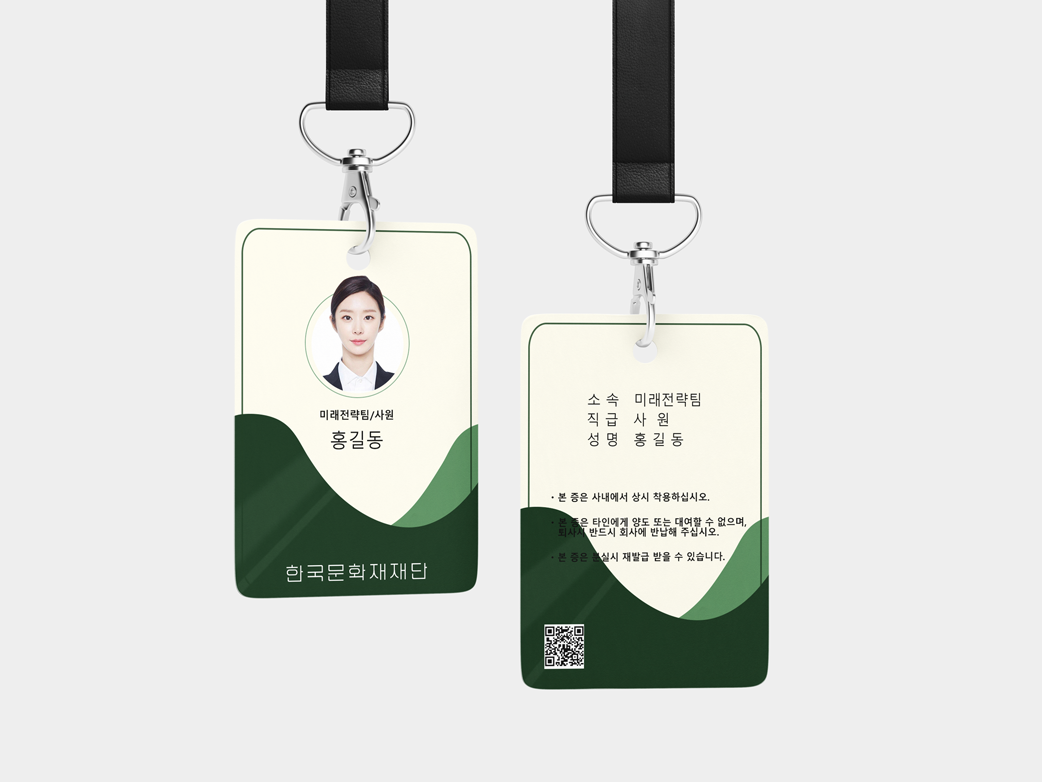 미래전략팀/사원
홍길동
한국문화재재단
소 속 미래전략팀
직 급 사 원
성 명 홍 길 동
· 본 증은 사내에서 상시 착용하십시오.
· 본 증은 타인에게 양도 또는 대여할 수 없으며,
퇴사시 반드시 회사에 반납해 주십시오.
· 본 증은 분실시 재발급 받을 수 있습니다.